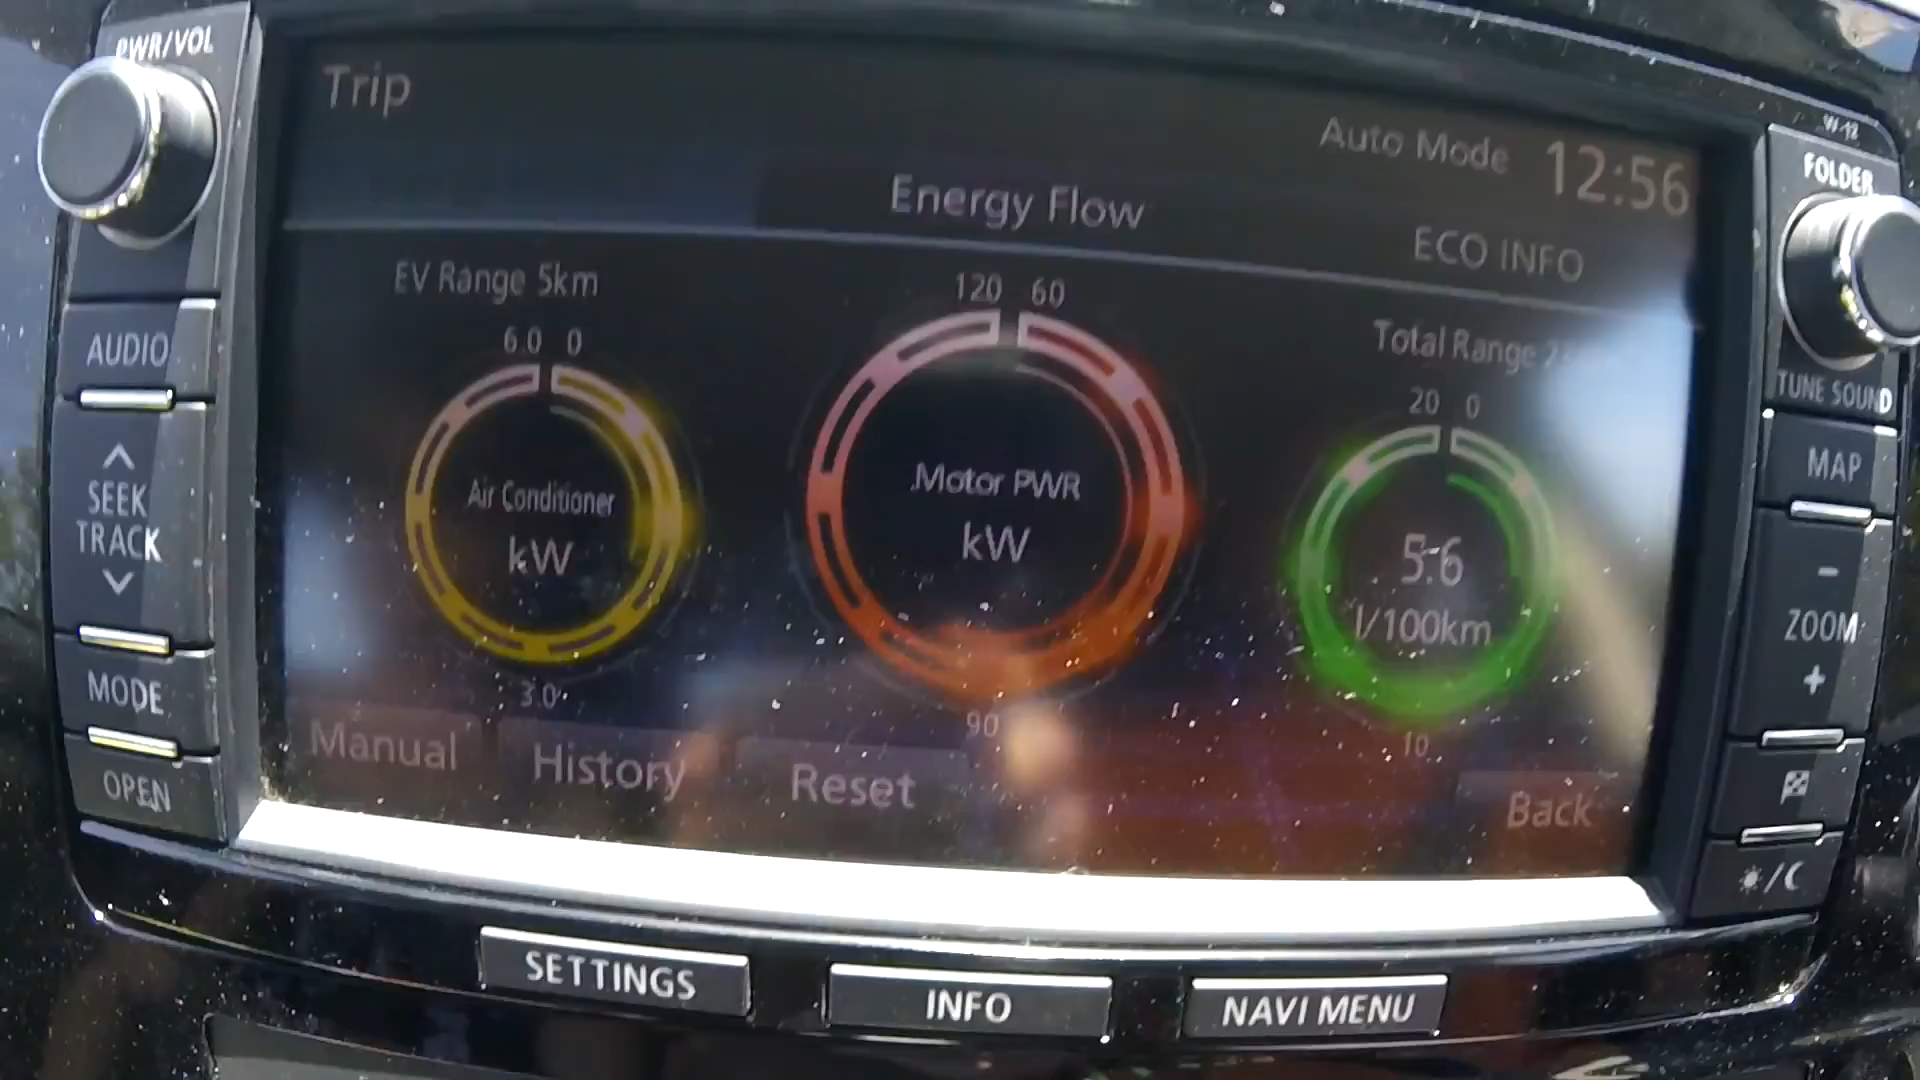 PWR/VOL
Trip
Auto Mode 12:56
W-12
FOLDER
Energy Flow
ECO INFO
EV Range 5km
120 60
Total Range
6.0 0
20 0
AUDIO
TUNE SOUND
MAP
SEEK
TRACK
Air Conditioner
kW
Motor PWR
kW
5.6
l/100km
-
ZOOM
+
MODE
3.0
90
10
Manual
History
Reset
Back
OPEN
SETTINGS
INFO
NAVI MENU